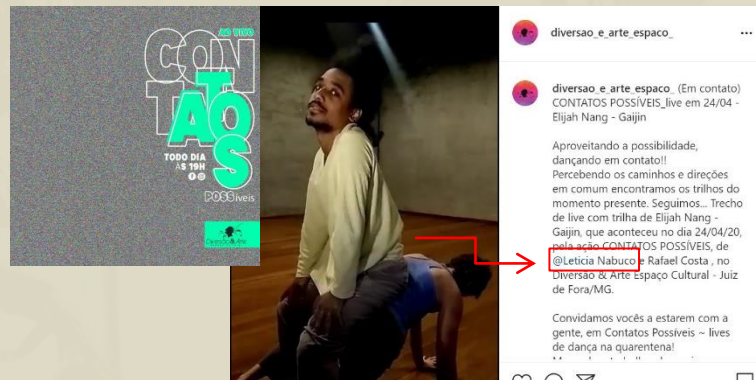 AO VIVO
CON
TA
TOS
TODO DIA
ÀS 19H
POSSíveis
Diversão & Arte
diversao_e_arte_espaco_
diversao_e_arte_espaco_ (Em contato)
CONTATOS POSSÍVEIS_live em 24/04 -
Elijah Nang - Gaijin
Aproveitando a possibilidade,
dançando em contato!!
Percebendo os caminhos e direções
em comum encontramos os trilhos do
momento presente. Seguimos... Trecho
de live com trilha de Elijah Nang -
Gaijin, que aconteceu no dia 24/04/20,
pela ação CONTATOS POSSÍVEIS, de
@Leticia Nabuco e Rafael Costa , no
Diversão & Arte Espaço Cultural - Juiz
de Fora/MG.
Convidamos vocês a estarem com a
gente, em Contatos Possíveis ~ lives
de dança na quarentena!